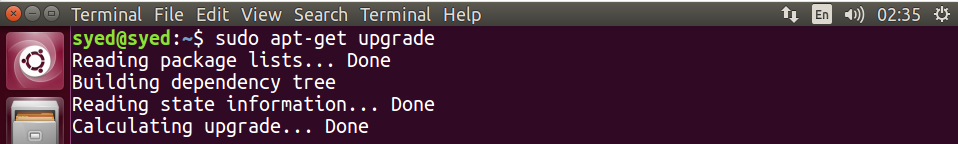 Terminal File Edit View Search Terminal Help En 02:35
syed@syed:~$ sudo apt-get upgrade
Reading package lists... Done
Building dependency tree
Reading state information... Done
Calculating upgrade... Done